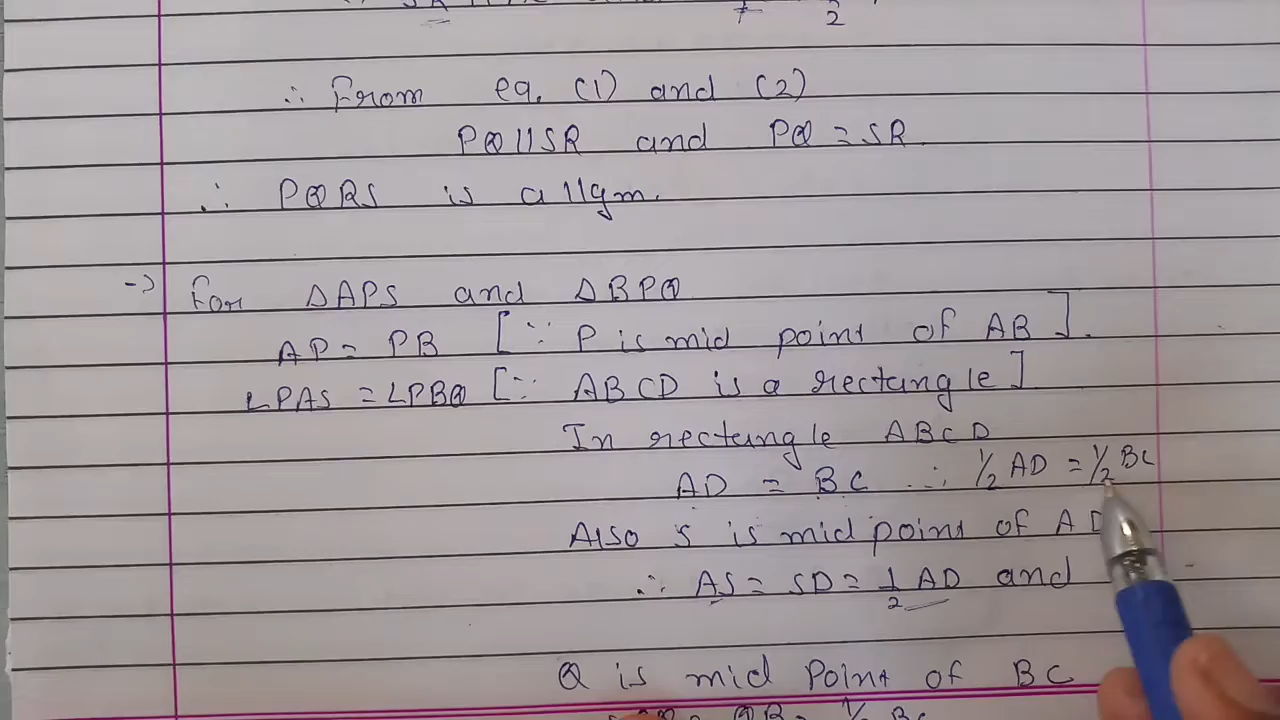 ∴ From eq. (1) and (2)
PQ || SR and PQ = SR
∴ PQRS is a ||gm.
→ For ΔAPS and ΔBPQ
AP = PB [∵ P is mid point of AB].
∠PAS = ∠PBQ [∵ ABCD is a rectangle]
In rectangle ABCD
AD = BC ∴ 1/2 AD = 1/2 BC
Also S is mid point of AD
∴ AS = SD = 1/2 AD and
Q is mid Point of BC